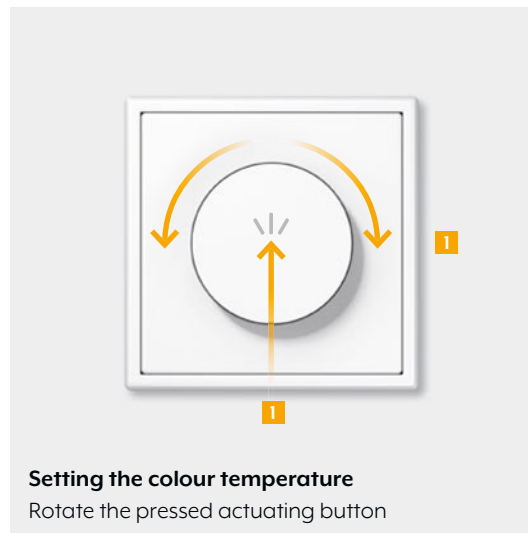 1
1
Setting the colour temperature
Rotate the pressed actuating button